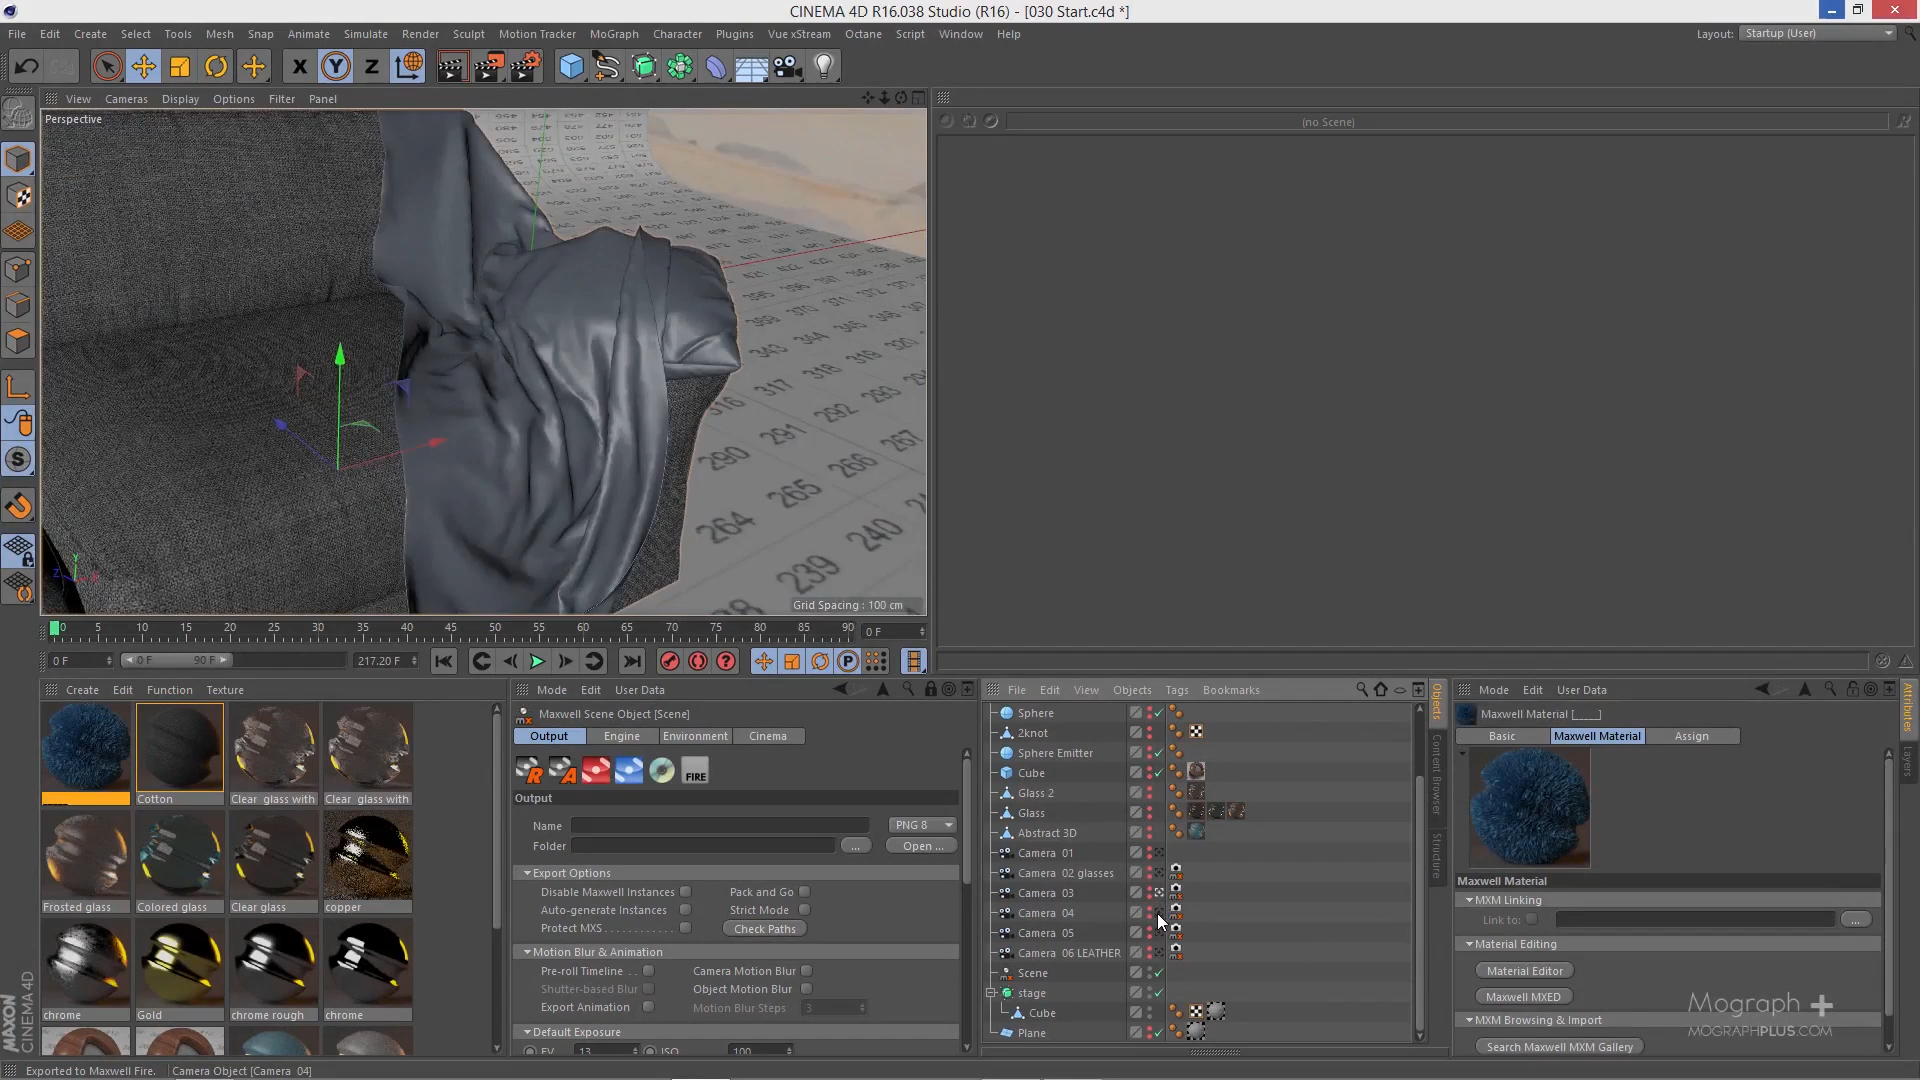 CINEMA 4D R16.038 Studio (R16) - [030 Start.c4d *]
File Edit Create Select Tools Mesh Snap Animate Simulate Render Sculpt Motion Tracker MoGraph Character Plugins Vue xStream Octane Script Window Help Layout: Startup (User)
X Y Z
View Cameras Display Options Filter Panel
Perspective
(no Scene)
Grid Spacing : 100 cm
0 5 10 15 20 25 30 35 40 45 50 55 60 65 70 75 80 85 90 0 F
0 F 0 F 90 F 217.20 F
Create Edit Function Texture
Cotton Clear glass with Clear glass with
Frosted glass Colored glass Clear glass copper
chrome Gold chrome rough chrome
MAXON CINEMA 4D
Mode Edit User Data
Maxwell Scene Object [Scene]
Output Engine Environment Cinema
FIRE
Output
Name PNG 8
Folder ... Open ...
Export Options
Disable Maxwell Instances Pack and Go
Auto-generate Instances Strict Mode
Protect MXS Check Paths
Motion Blur & Animation
Pre-roll Timeline Camera Motion Blur
Shutter-based Blur Object Motion Blur
Export Animation Motion Blur Steps 3
Default Exposure
EV 13 ISO 100
File Edit View Objects Tags Bookmarks
Sphere
2knot
Sphere Emitter
Cube
Glass 2
Glass
Abstract 3D
Camera 01
Camera 02 glasses
Camera 03
Camera 04
Camera 05
Camera 06 LEATHER
Scene
stage
Cube
Plane
Objects
Content Browser
Structure
Mode Edit User Data
Maxwell Material [_____]
Basic Maxwell Material Assign
Maxwell Material
MXM Linking
Link to: ...
Material Editing
Material Editor
Maxwell MXED
MXM Browsing & Import
Search Maxwell MXM Gallery
Attributes
Layers
Mograph +
MOGRAPHPLUS.COM
Exported to Maxwell Fire. Camera Object [Camera 04]